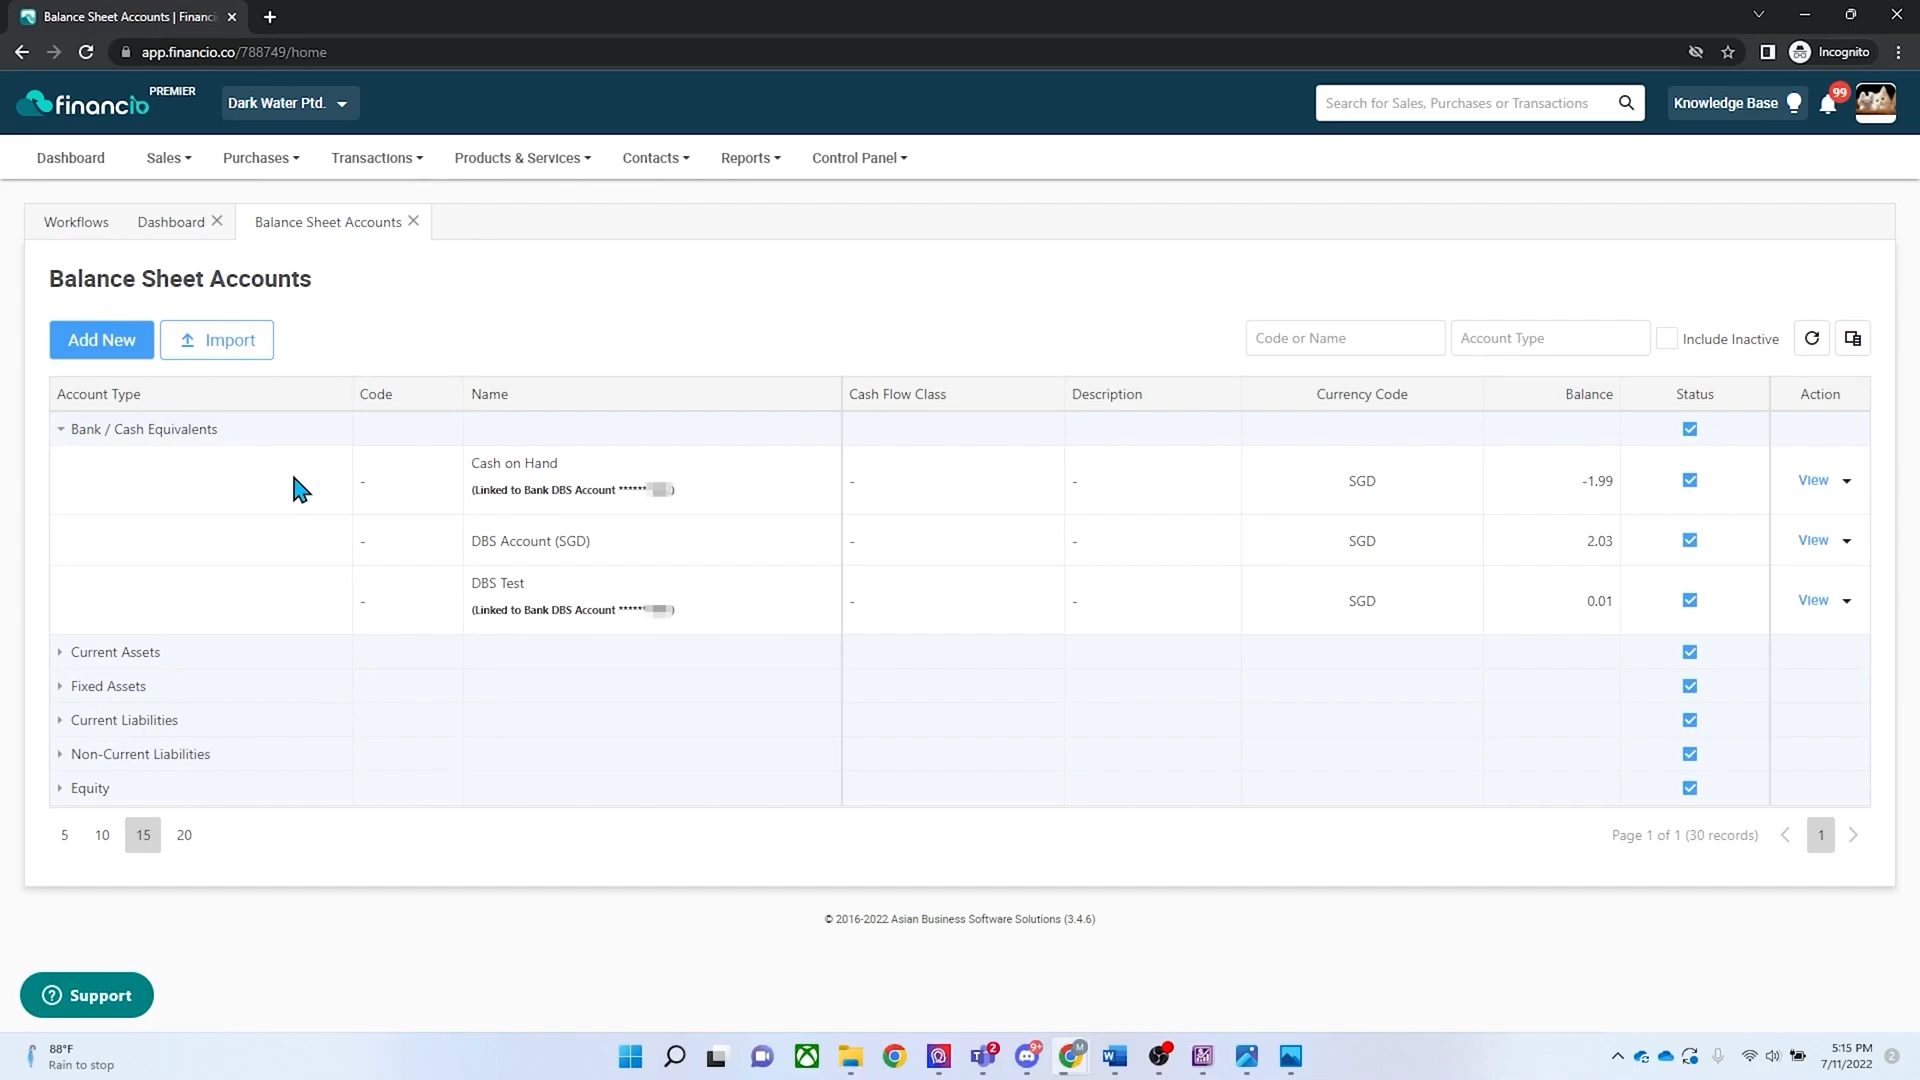 Balance Sheet Accounts | Financi
app.financio.co/788749/home
Incognito
financio PREMIER
Dark Water Ptd.
Search for Sales, Purchases or Transactions
Knowledge Base
99
Dashboard Sales Purchases Transactions Products & Services Contacts Reports Control Panel
Workflows Dashboard Balance Sheet Accounts
Balance Sheet Accounts
Add New Import
Code or Name Account Type Include Inactive
Account Type Code Name Cash Flow Class Description Currency Code Balance Status Action
Bank / Cash Equivalents
Cash on Hand
(Linked to Bank DBS Account ****** )
- - - SGD -1.99 View
- DBS Account (SGD) - - SGD 2.03 View
DBS Test
(Linked to Bank DBS Account ****** )
- - - SGD 0.01 View
Current Assets
Fixed Assets
Current Liabilities
Non-Current Liabilities
Equity
5 10 15 20
Page 1 of 1 (30 records) 1
© 2016-2022 Asian Business Software Solutions (3.4.6)
Support
88°F
Rain to stop
2
9+
M
5:15 PM
7/11/2022
2